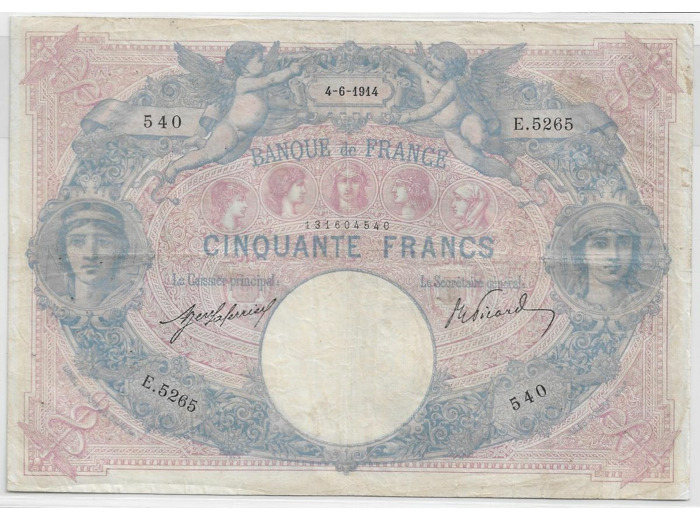 4-6-1914
540
E.5265
BANQUE de FRANCE
131604540
CINQUANTE FRANCS
Le Caissier principal:
Le Secrétaire général:
E.5265
540